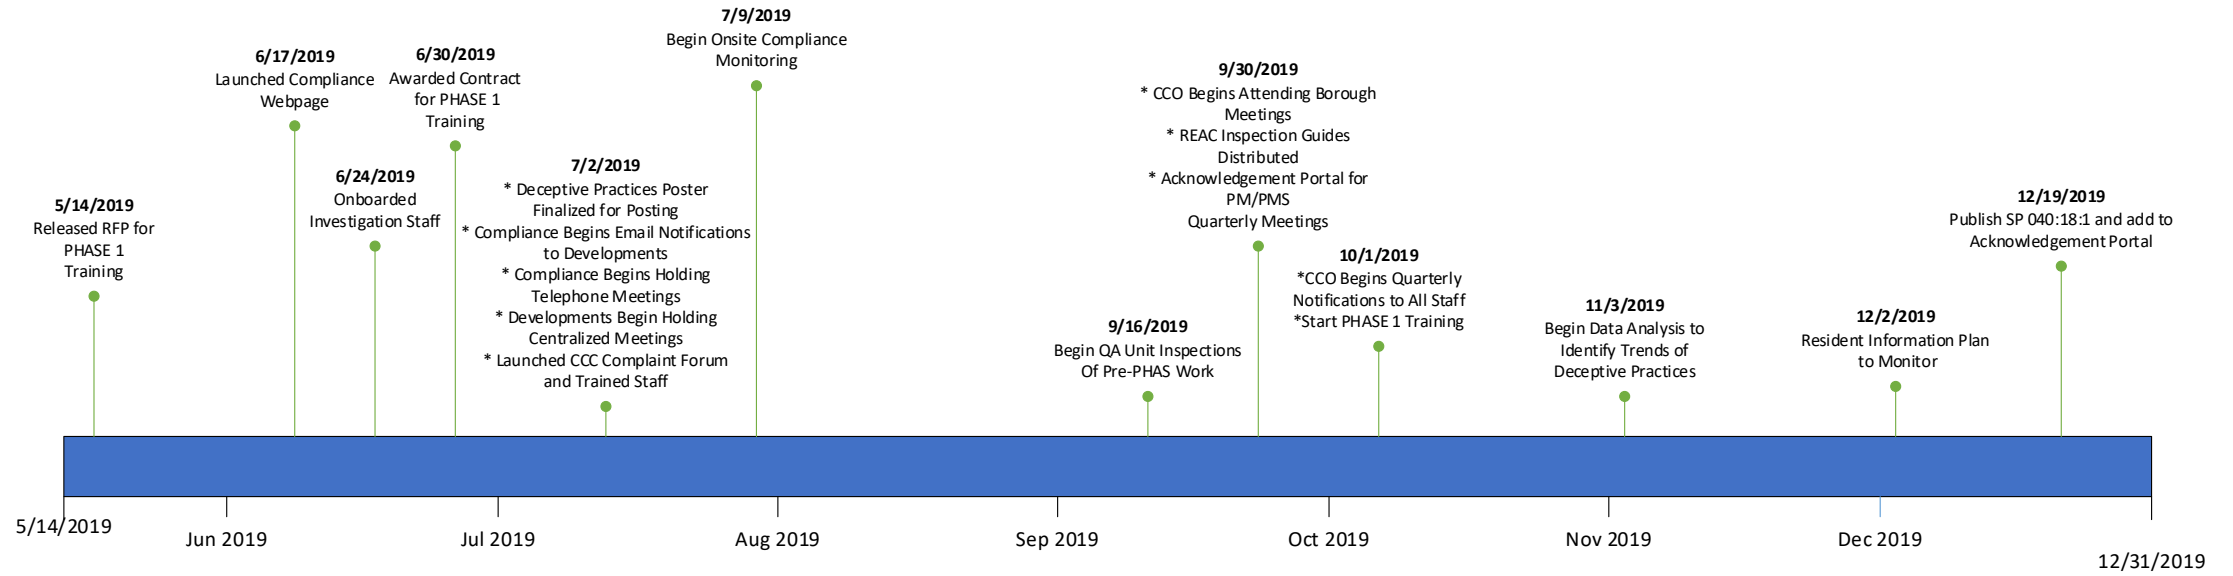 5/14/2019
Released RFP for
PHASE 1
Training
6/17/2019
Launched Compliance
Webpage
6/24/2019
Onboarded
Investigation Staff
6/30/2019
Awarded Contract
for PHASE 1
Training
7/2/2019
* Deceptive Practices Poster
Finalized for Posting
* Compliance Begins Email Notifications
to Developments
* Compliance Begins Holding
Telephone Meetings
* Developments Begin Holding
Centralized Meetings
* Launched CCC Complaint Forum
and Trained Staff
7/9/2019
Begin Onsite Compliance
Monitoring
9/16/2019
Begin QA Unit Inspections
Of Pre-PHAS Work
9/30/2019
* CCO Begins Attending Borough
Meetings
* REAC Inspection Guides
Distributed
* Acknowledgement Portal for
PM/PMS
Quarterly Meetings
10/1/2019
*CCO Begins Quarterly
Notifications to All Staff
*Start PHASE 1 Training
11/3/2019
Begin Data Analysis to
Identify Trends of
Deceptive Practices
12/2/2019
Resident Information Plan
to Monitor
12/19/2019
Publish SP 040:18:1 and add to
Acknowledgement Portal
5/14/2019
Jun 2019
Jul 2019
Aug 2019
Sep 2019
Oct 2019
Nov 2019
Dec 2019
12/31/2019